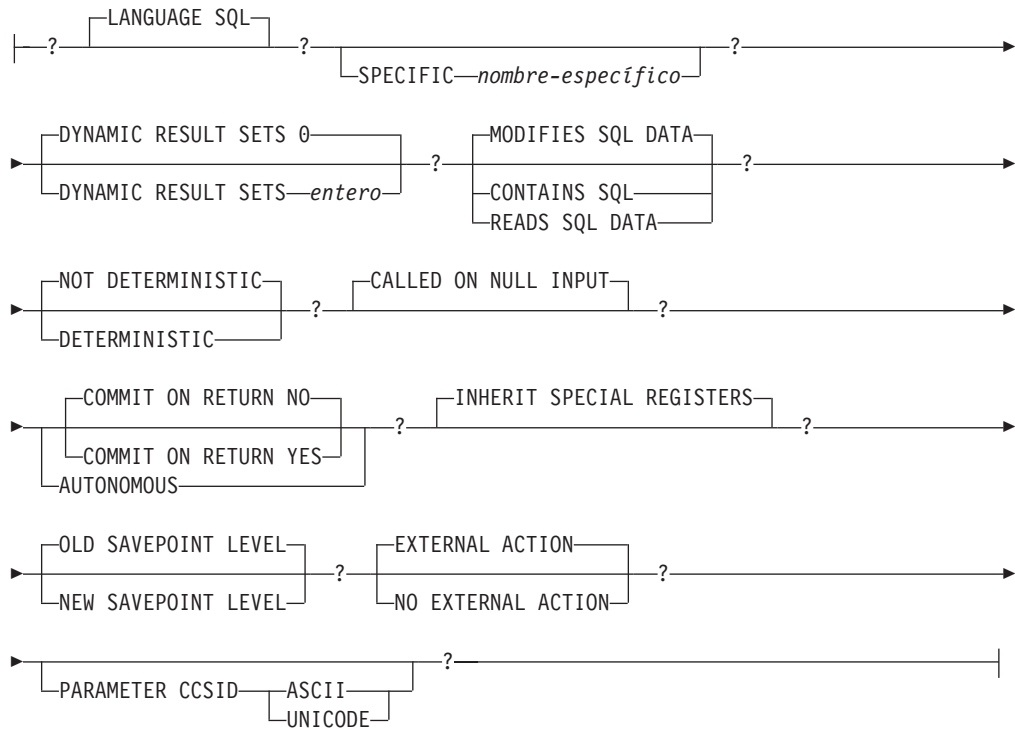 LANGUAGE SQL
? ? ?
SPECIFIC nombre-específico
DYNAMIC RESULT SETS 0 MODIFIES SQL DATA
? ?
DYNAMIC RESULT SETS entero CONTAINS SQL
READS SQL DATA
NOT DETERMINISTIC CALLED ON NULL INPUT
? ?
DETERMINISTIC
COMMIT ON RETURN NO INHERIT SPECIAL REGISTERS
? ?
COMMIT ON RETURN YES
AUTONOMOUS
OLD SAVEPOINT LEVEL EXTERNAL ACTION
? ?
NEW SAVEPOINT LEVEL NO EXTERNAL ACTION
?
PARAMETER CCSID ASCII
UNICODE